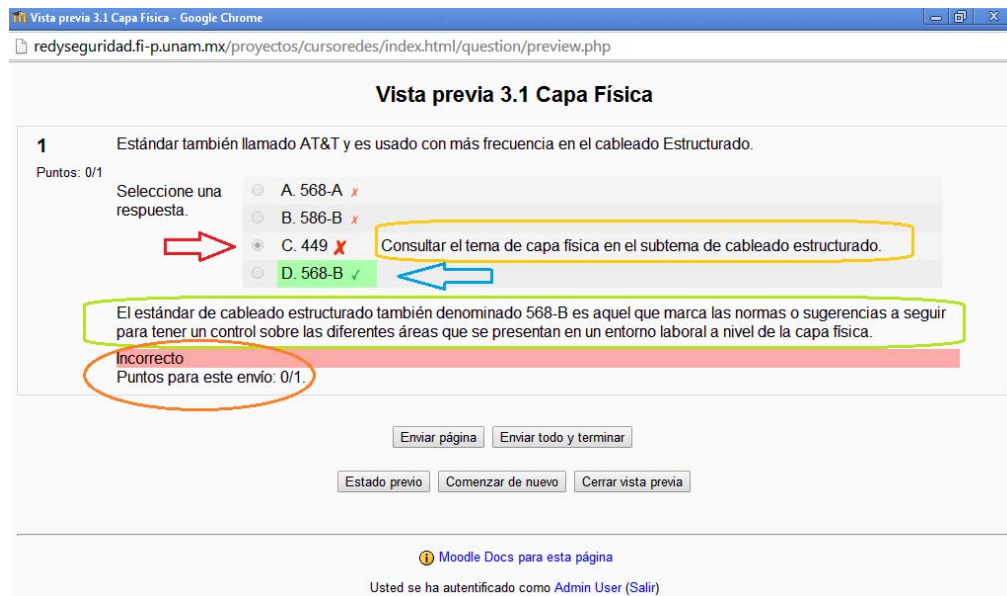 Vista previa 3.1 Capa Física - Google Chrome
redyseguridad.fi-p.unam.mx/proyectos/cursoredes/index.html/question/preview.php
Vista previa 3.1 Capa Física
1
Puntos: 0/1
Estándar también llamado AT&T y es usado con más frecuencia en el cableado Estructurado.
Seleccione una
respuesta.
A. 568-A ✗
B. 586-B ✗
C. 449 ✗ Consultar el tema de capa física en el subtema de cableado estructurado.
D. 568-B ✓
El estándar de cableado estructurado también denominado 568-B es aquel que marca las normas o sugerencias a seguir
para tener un control sobre las diferentes áreas que se presentan en un entorno laboral a nivel de la capa física.
Incorrecto
Puntos para este envío: 0/1.
Enviar página Enviar todo y terminar
Estado previo Comenzar de nuevo Cerrar vista previa
Moodle Docs para esta página
Usted se ha autentificado como Admin User (Salir)